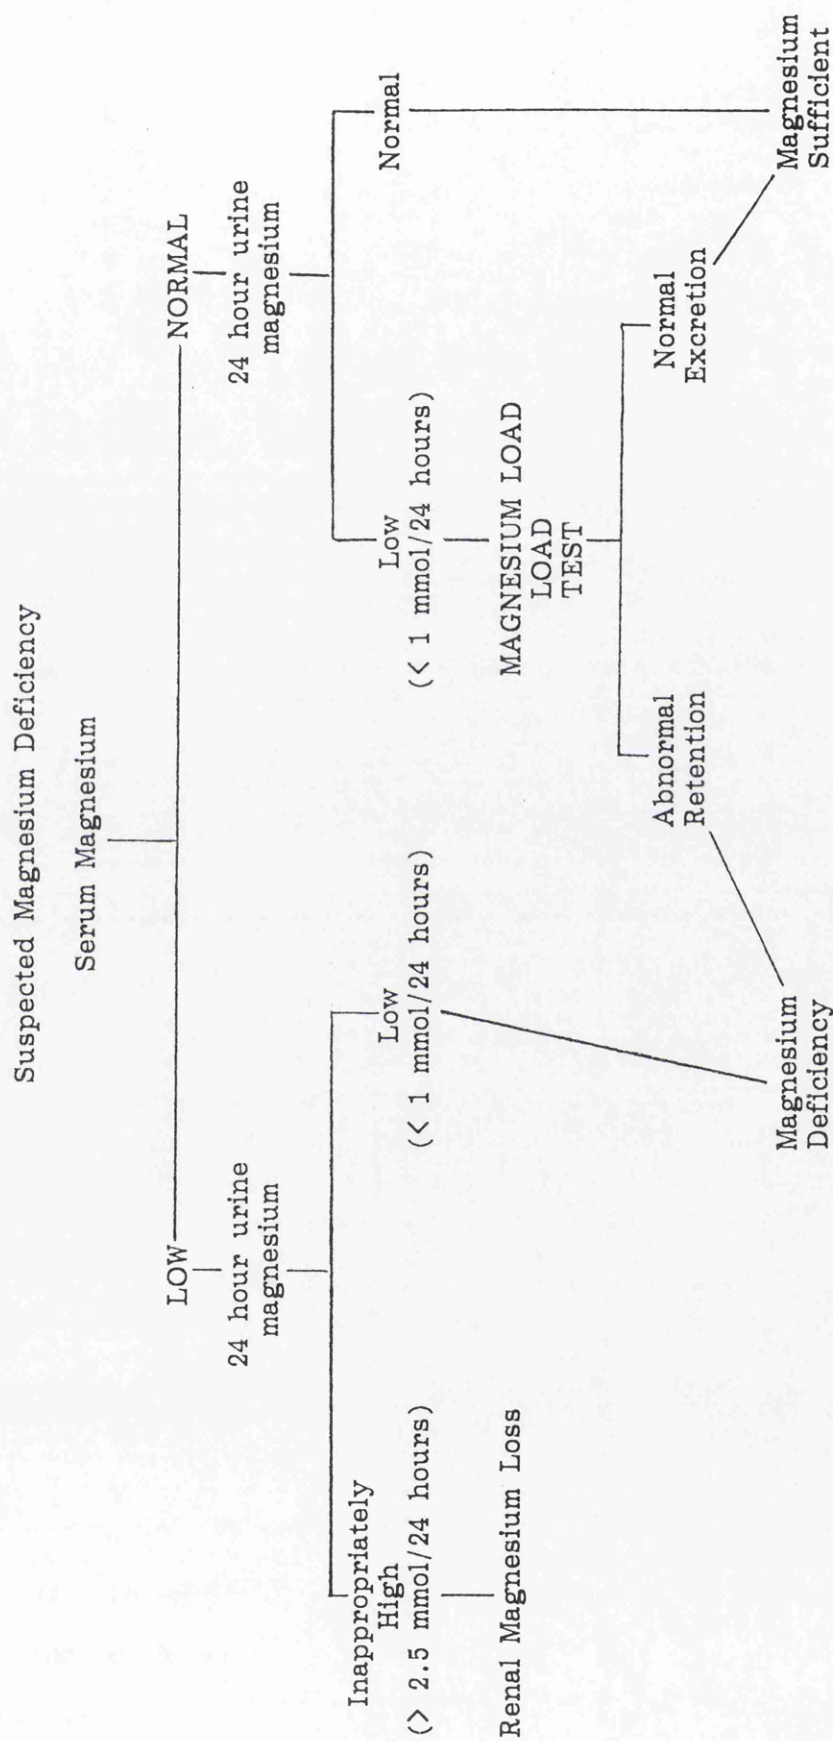 Suspected Magnesium Deficiency
Serum Magnesium
LOW
NORMAL
24 hour urine
magnesium
24 hour urine
magnesium
Inappropriately
High
(> 2.5 mmol/24 hours)
Low
(< 1 mmol/24 hours)
Low
(< 1 mmol/24 hours)
Normal
Renal Magnesium Loss
MAGNESIUM LOAD
LOAD
TEST
Abnormal
Retention
Normal
Excretion
Magnesium
Deficiency
Magnesium
Sufficient